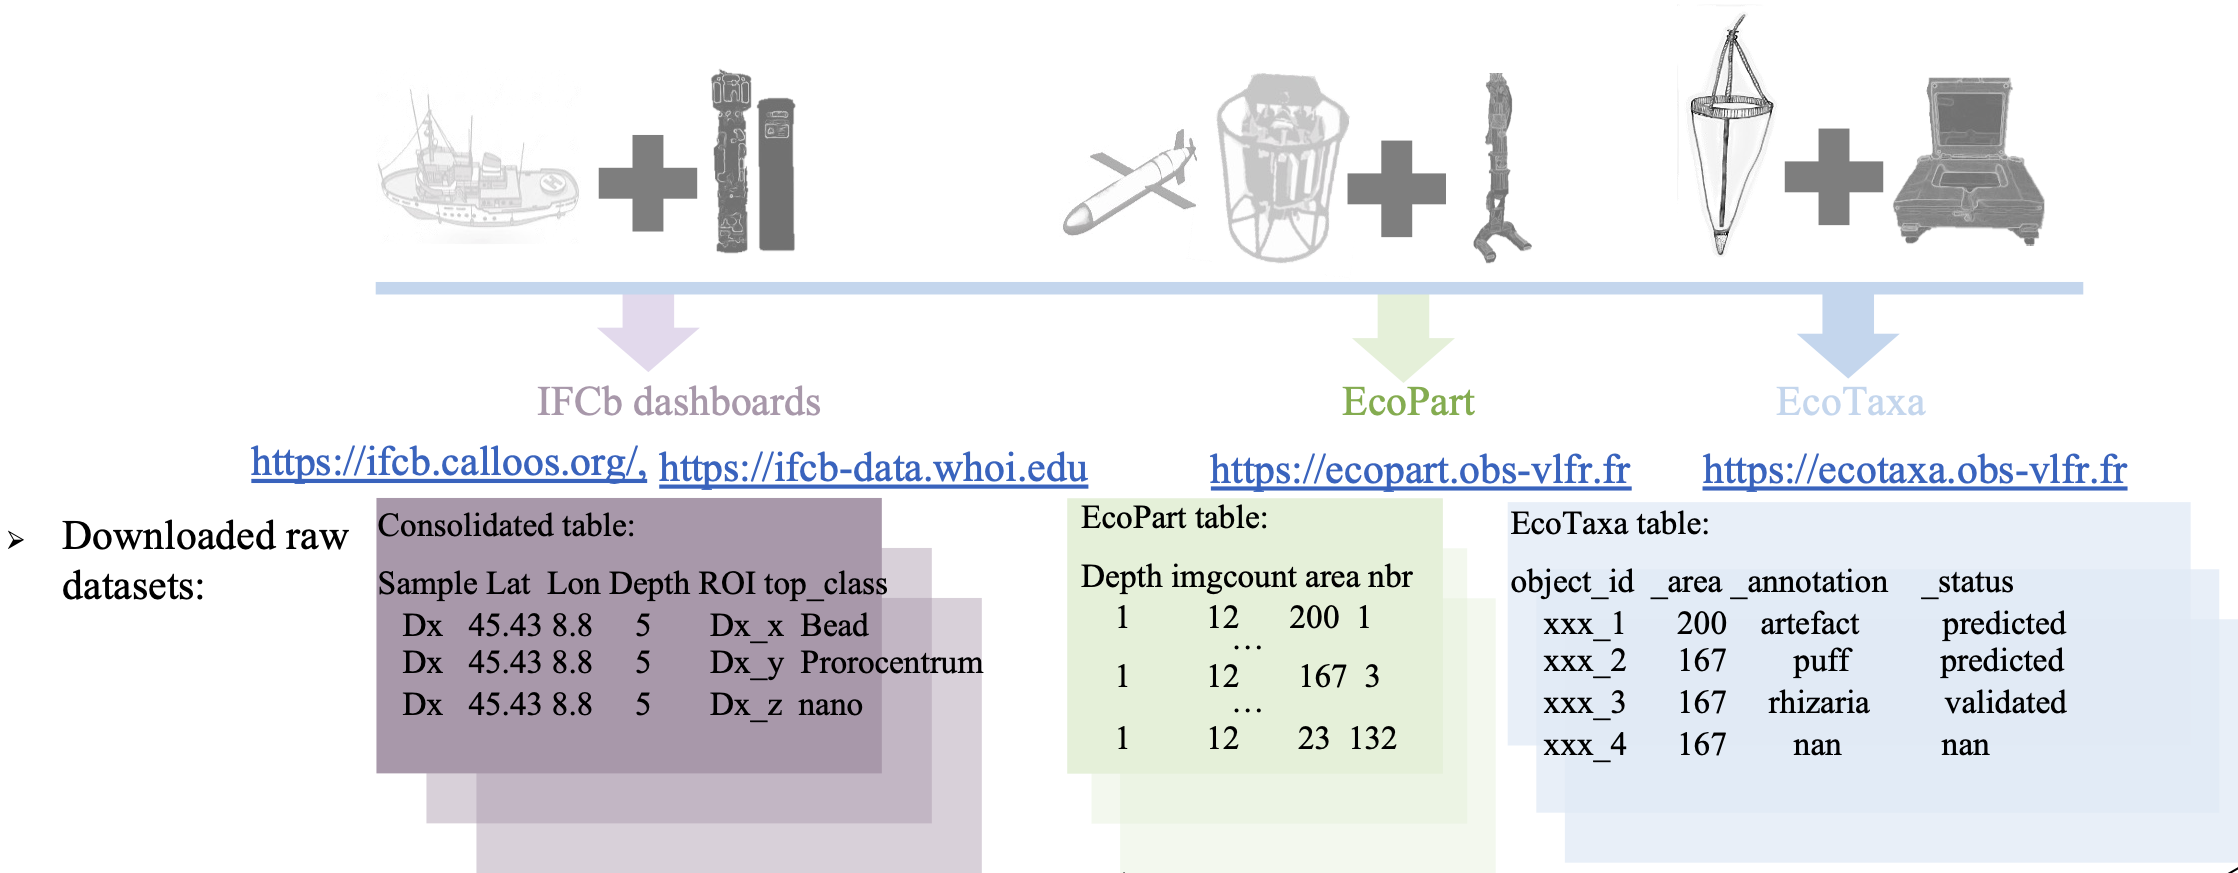 IFCb dashboards
EcoPart
EcoTaxa
https://ifcb.calloos.org/, https://ifcb-data.whoi.edu
https://ecopart.obs-vlfr.fr
https://ecotaxa.obs-vlfr.fr
➢ Downloaded raw
datasets:
Consolidated table:
Sample Lat Lon Depth ROI top_class
Dx 45.43 8.8 5 Dx_x Bead
Dx 45.43 8.8 5 Dx_y Prorocentrum
Dx 45.43 8.8 5 Dx_z nano
EcoPart table:
Depth imgcount area nbr
1 12 200 1
…
1 12 167 3
…
1 12 23 132
EcoTaxa table:
object_id _area _annotation _status
xxx_1 200 artefact predicted
xxx_2 167 puff predicted
xxx_3 167 rhizaria validated
xxx_4 167 nan nan